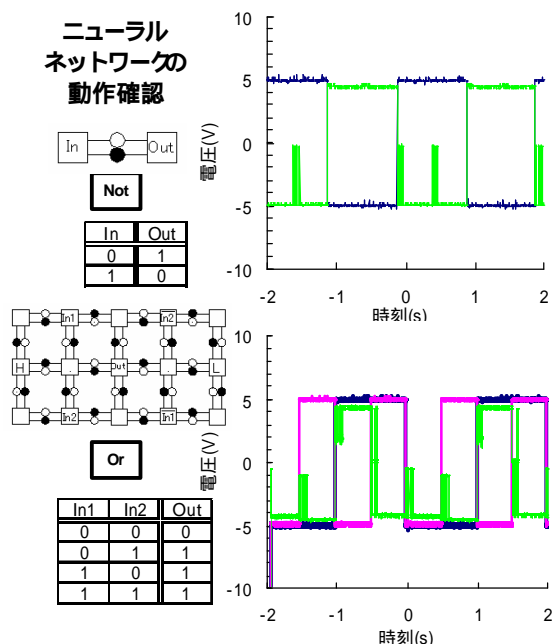 ニューラル
ネットワークの
動作確認
In Out
Not
In Out
0 1
1 0
電圧(V)
10
5
0
-5
-10
-2 -1 0 1 2
時刻(s)
In1 In2
H Out L
In2 In1
Or
In1 In2 Out
0 0 0
0 1 1
1 0 1
1 1 1
電圧(V)
10
5
0
-5
-10
-2 -1 0 1 2
時刻(s)